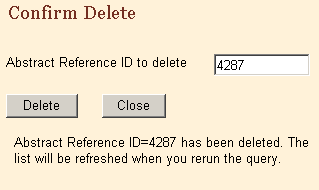 Confirm Delete
Abstract Reference ID to delete 4287
Delete Close
Abstract Reference ID=4287 has been deleted. The
list will be refreshed when you rerun the query.